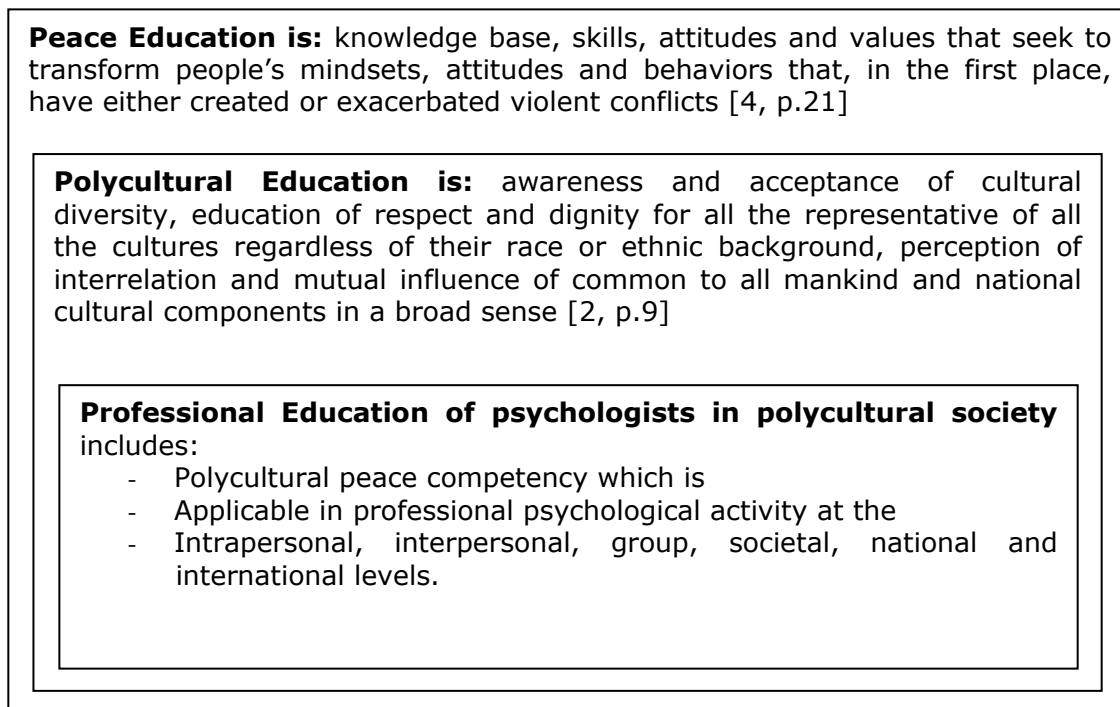 Peace Education is: knowledge base, skills, attitudes and values that seek to
transform people’s mindsets, attitudes and behaviors that, in the first place,
have either created or exacerbated violent conflicts [4, p.21]
Polycultural Education is: awareness and acceptance of cultural
diversity, education of respect and dignity for all the representative of all
the cultures regardless of their race or ethnic background, perception of
interrelation and mutual influence of common to all mankind and national
cultural components in a broad sense [2, p.9]
Professional Education of psychologists in polycultural society
includes:
- Polycultural peace competency which is
- Applicable in professional psychological activity at the
- Intrapersonal, interpersonal, group, societal, national and
international levels.